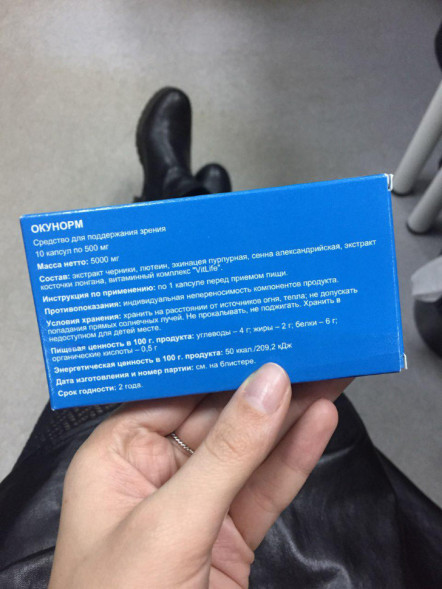 ОКУНОРМ
Средство для поддержания зрения
10 капсул по 500 мг
Масса нетто: 5000 мг
Состав: экстракт черники, лютеин, эхинацея пурпурная, сенна александрийская, экстракт
косточки лонгана, витаминный комплекс "VitLife".
Инструкция по применению: по 1 капсуле перед приемом пищи.
Противопоказания: индивидуальная непереносимость компонентов продукта.
Условия хранения: хранить на расстоянии от источников огня, тепла; не допускать
попадания прямых солнечных лучей. Не прокалывать, не поджигать. Хранить в
недоступном для детей месте.
Пищевая ценность в 100 г. продукта: углеводы – 4 г; жиры – 2 г; белки – 6 г;
органические кислоты – 0,5 г
Энергетическая ценность в 100 г. продукта: 50 ккал./209,2 кДж
Дата изготовления и номер партии: см. на блистере.
Срок годности: 2 года.